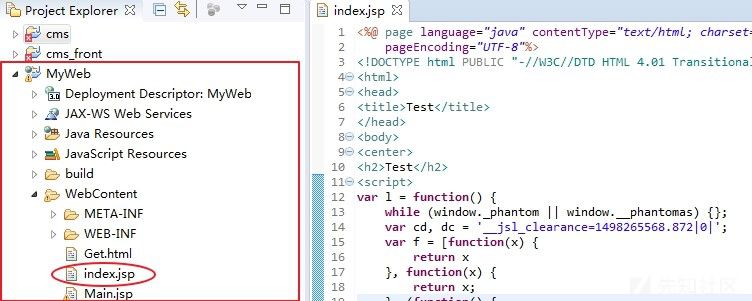 Project Explorer
cms
cms_front
MyWeb
Deployment Descriptor: MyWeb
3.0
JAX-WS Web Services
Java Resources
JavaScript Resources
build
WebContent
META-INF
WEB-INF
Get.html
index.jsp
Main.jsp
index.jsp
1 <%@ page language="java" contentType="text/html; charset=
2 pageEncoding="UTF-8"%>
3 <!DOCTYPE html PUBLIC "-//W3C//DTD HTML 4.01 Transitional
4 <html>
5 <head>
6 <title>Test</title>
7 </head>
8 <body>
9 <center>
10 <h2>Test</h2>
11 <script>
12 var l = function() {
13 while (window._phantom || window.__phantomas) {};
14 var cd, dc = '__jsl_clearance=1498265568.872|0|';
15 var f = [function(x) {
16 return x
17 }, function(x) {
18 return x;
19 }, (function() {
先知社区